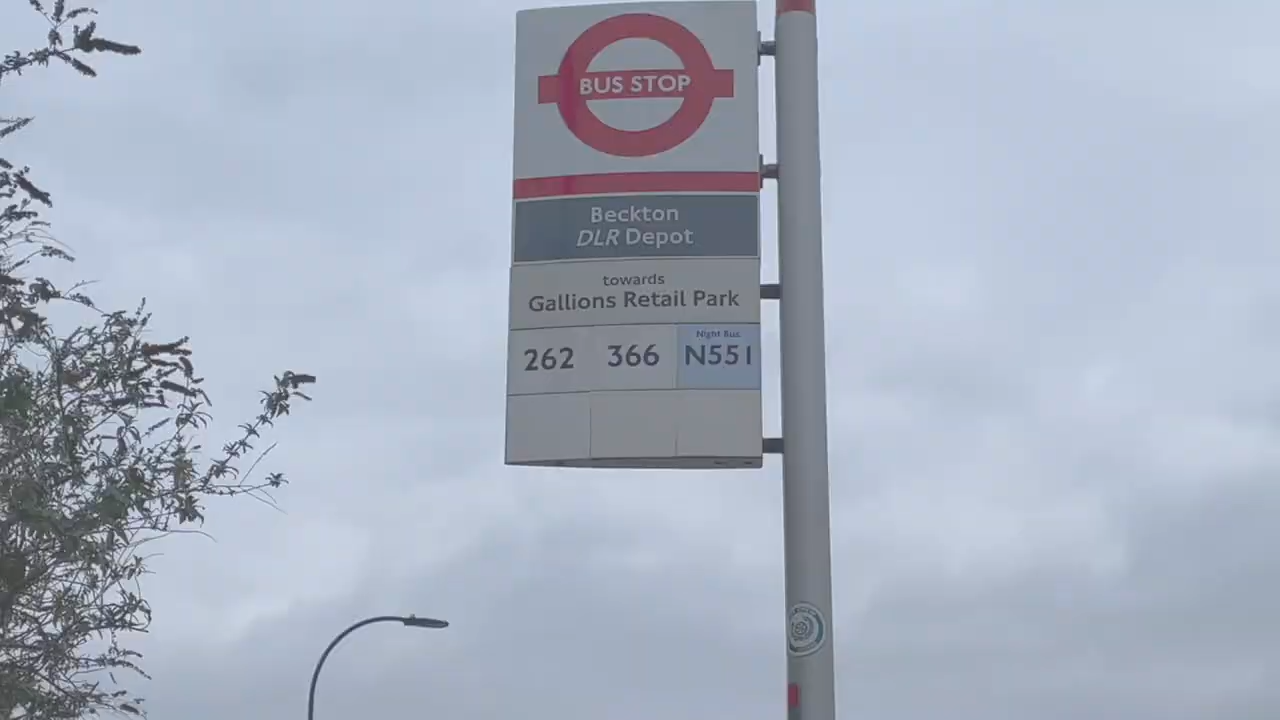 BUS STOP
Beckton
DLR Depot
towards
Gallions Retail Park
Night Bus
262 366 N551